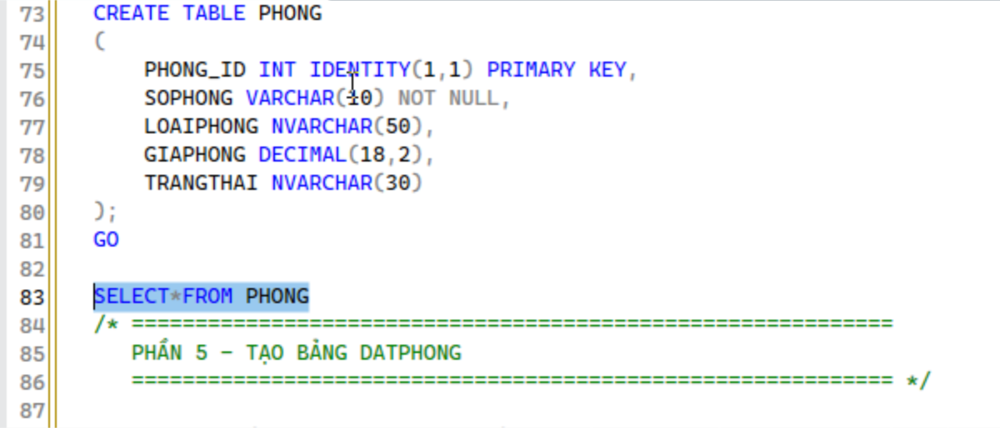 73 CREATE TABLE PHONG
74 (
75 PHONG_ID INT IDENTITY(1,1) PRIMARY KEY,
76 SOPHONG VARCHAR(10) NOT NULL,
77 LOAIPHONG NVARCHAR(50),
78 GIAPHONG DECIMAL(18,2),
79 TRANGTHAI NVARCHAR(30)
80 );
81 GO
82
83 SELECT*FROM PHONG
84 /* ============================================================
85 PHẦN 5 - TẠO BẢNG DATPHONG
86 ============================================================ */
87